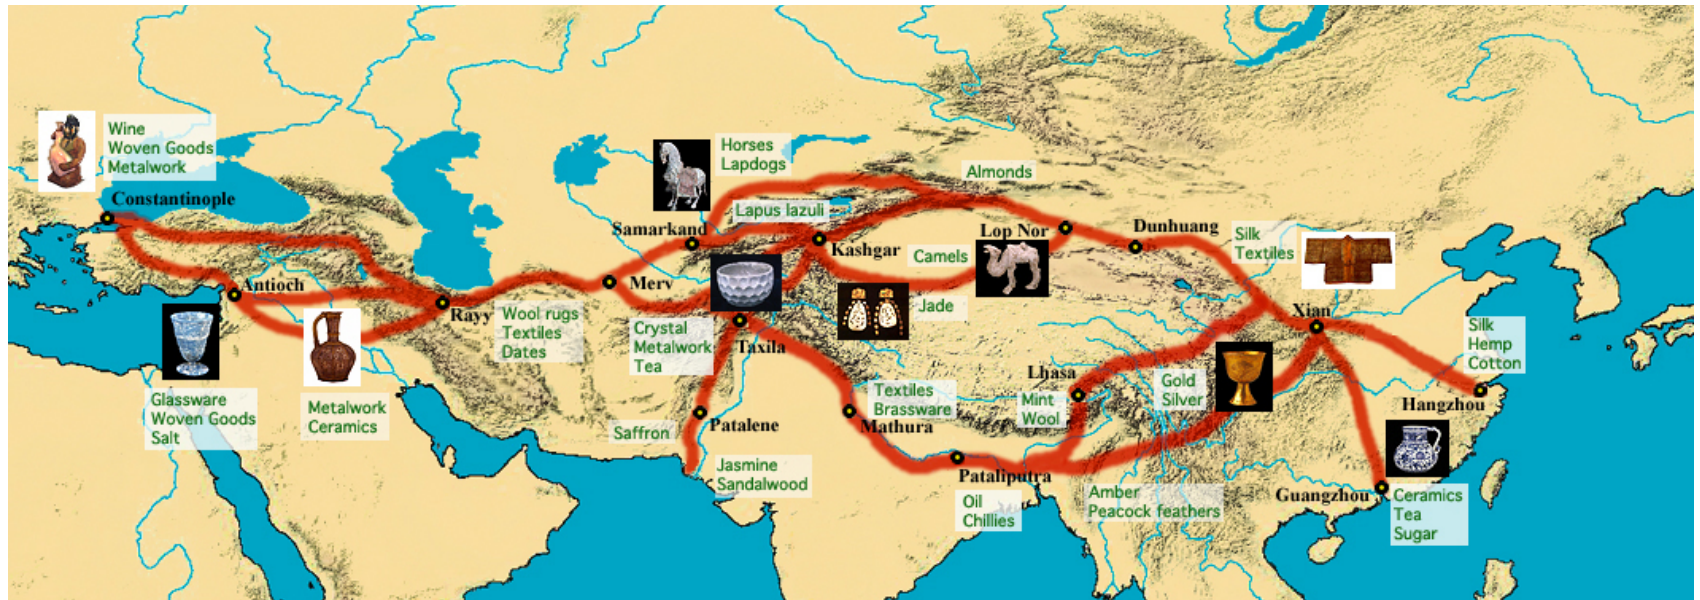 Wine
Woven Goods
Metalwork
Constantinople
Horses
Lapdogs
Almonds
Lapus lazuli
Samarkand
Kashgar
Lop Nor
Dunhuang
Silk
Textiles
Camels
Antioch
Merv
Jade
Rayy
Wool rugs
Textiles
Dates
Crystal
Metalwork
Tea
Taxila
Xian
Silk
Hemp
Cotton
Hangzhou
Glassware
Woven Goods
Salt
Metalwork
Ceramics
Saffron
Patalene
Jasmine
Sandalwood
Textiles
Brassware
Mathura
Lhasa
Mint
Wool
Gold
Silver
Pataliputra
Oil
Chillies
Amber
Peacock feathers
Guangzhou
Ceramics
Tea
Sugar